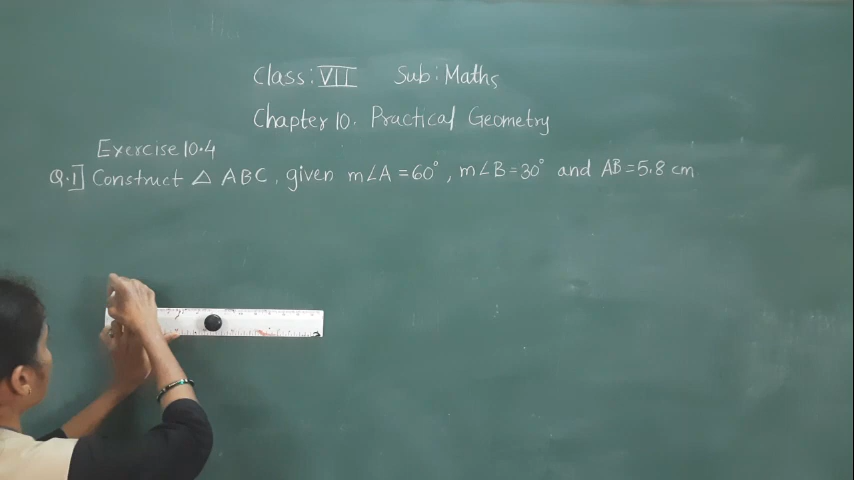 Class: VII Sub: Maths
Chapter 10. Practical Geometry
Exercise 10.4
Q.1] Construct △ ABC, given m∠A = 60°, m∠B = 30° and AB = 5.8 cm